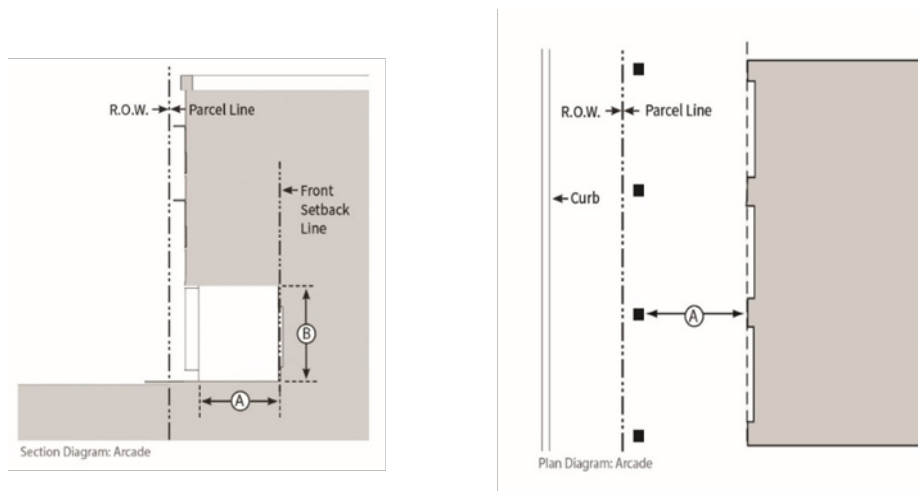 R.O.W. Parcel Line
Front
Setback
Line
B
A
Section Diagram: Arcade
R.O.W. Parcel Line
Curb
A
Plan Diagram: Arcade